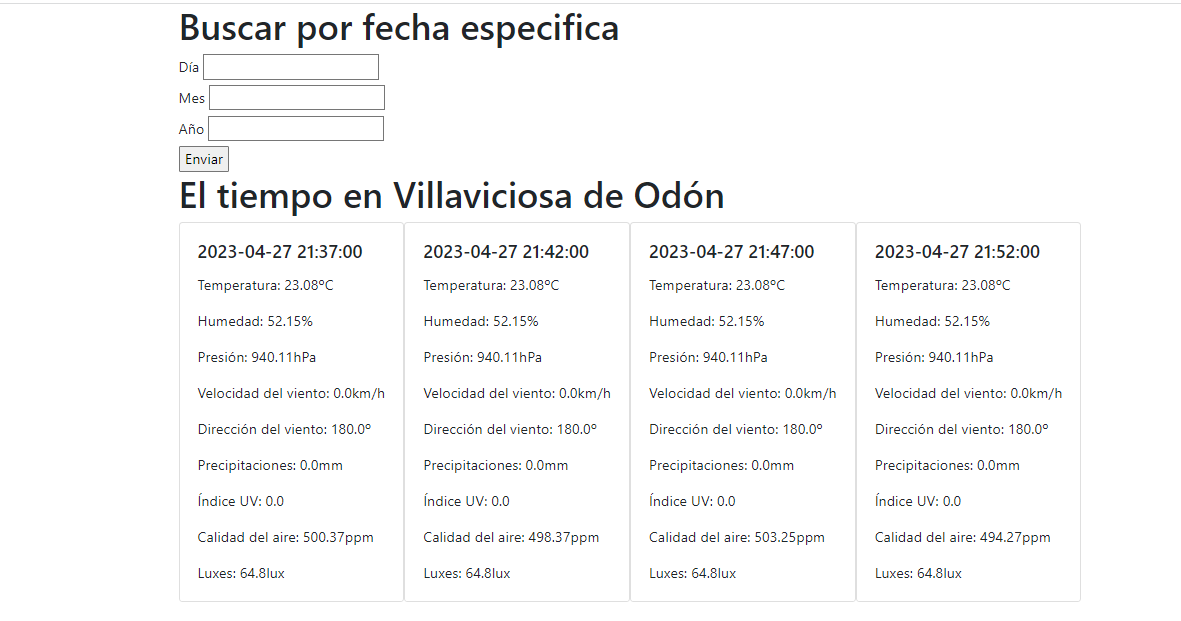 Buscar por fecha especifica
Día
Mes
Año
Enviar
El tiempo en Villaviciosa de Odón
2023-04-27 21:37:00
Temperatura: 23.08ºC
Humedad: 52.15%
Presión: 940.11hPa
Velocidad del viento: 0.0km/h
Dirección del viento: 180.0º
Precipitaciones: 0.0mm
Índice UV: 0.0
Calidad del aire: 500.37ppm
Luxes: 64.8lux
2023-04-27 21:42:00
Temperatura: 23.08ºC
Humedad: 52.15%
Presión: 940.11hPa
Velocidad del viento: 0.0km/h
Dirección del viento: 180.0º
Precipitaciones: 0.0mm
Índice UV: 0.0
Calidad del aire: 498.37ppm
Luxes: 64.8lux
2023-04-27 21:47:00
Temperatura: 23.08ºC
Humedad: 52.15%
Presión: 940.11hPa
Velocidad del viento: 0.0km/h
Dirección del viento: 180.0º
Precipitaciones: 0.0mm
Índice UV: 0.0
Calidad del aire: 503.25ppm
Luxes: 64.8lux
2023-04-27 21:52:00
Temperatura: 23.08ºC
Humedad: 52.15%
Presión: 940.11hPa
Velocidad del viento: 0.0km/h
Dirección del viento: 180.0º
Precipitaciones: 0.0mm
Índice UV: 0.0
Calidad del aire: 494.27ppm
Luxes: 64.8lux